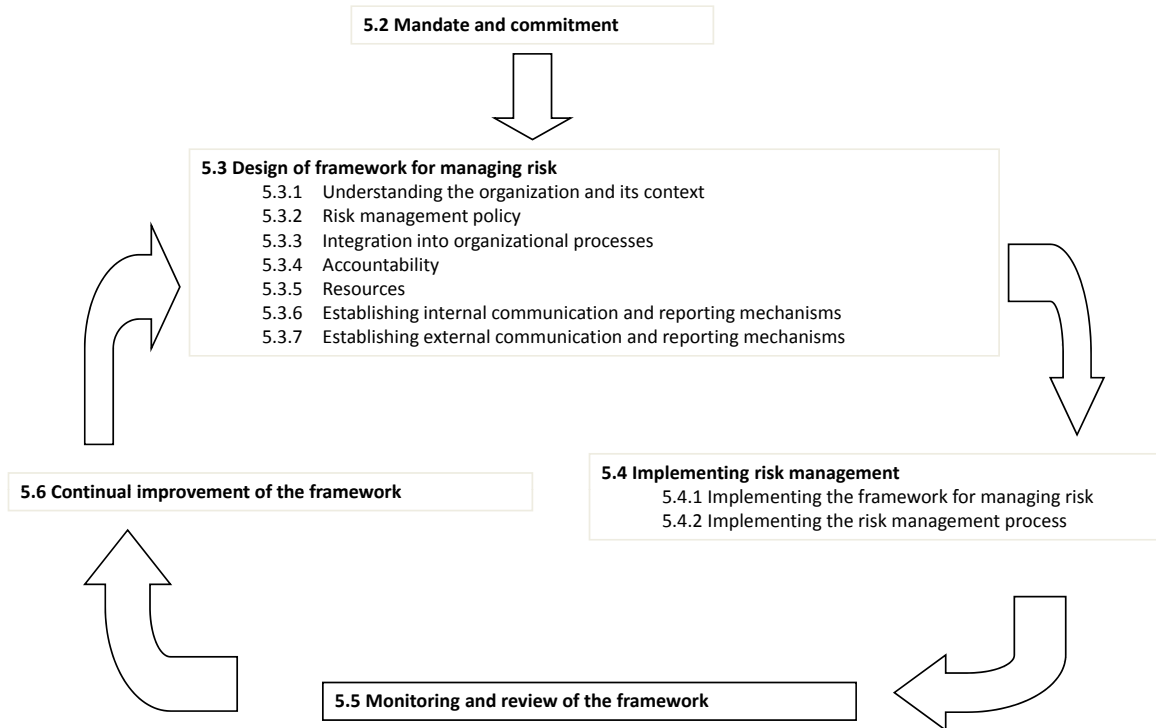 5.2 Mandate and commitment
5.3 Design of framework for managing risk
5.3.1 Understanding the organization and its context
5.3.2 Risk management policy
5.3.3 Integration into organizational processes
5.3.4 Accountability
5.3.5 Resources
5.3.6 Establishing internal communication and reporting mechanisms
5.3.7 Establishing external communication and reporting mechanisms
5.4 Implementing risk management
5.4.1 Implementing the framework for managing risk
5.4.2 Implementing the risk management process
5.6 Continual improvement of the framework
5.5 Monitoring and review of the framework